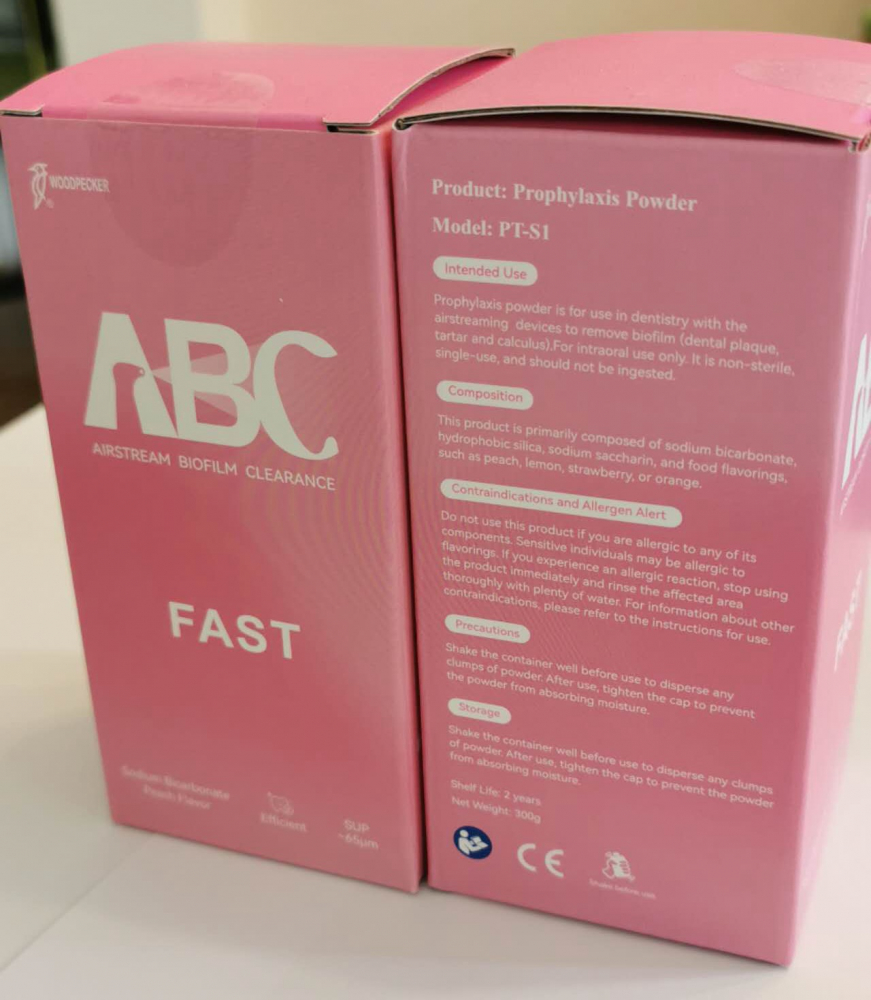 WOODPECKER
ABC
AIRSTREAM BIOFILM CLEARANCE
FAST
Sodium Bicarbonate
Peach Flavor
Efficient
SUP
~65μm
Product: Prophylaxis Powder
Model: PT-S1
Intended Use
Prophylaxis powder is for use in dentistry with the
airstreaming devices to remove biofilm (dental plaque,
tartar and calculus).For intraoral use only. It is non-sterile,
single-use, and should not be ingested.
Composition
This product is primarily composed of sodium bicarbonate,
hydrophobic silica, sodium saccharin, and food flavorings,
such as peach, lemon, strawberry, or orange.
Contraindications and Allergen Alert
Do not use this product if you are allergic to any of its
components. Sensitive individuals may be allergic to
flavorings. If you experience an allergic reaction, stop using
the product immediately and rinse the affected area
thoroughly with plenty of water. For information about other
contraindications, please refer to the instructions for use.
Precautions
Shake the container well before use to disperse any
clumps of powder. After use, tighten the cap to prevent
the powder from absorbing moisture.
Storage
Shake the container well before use to disperse any clumps
of powder. After use, tighten the cap to prevent the powder
from absorbing moisture.
Shelf Life: 2 years
Net Weight: 300g
CE
Shake before use